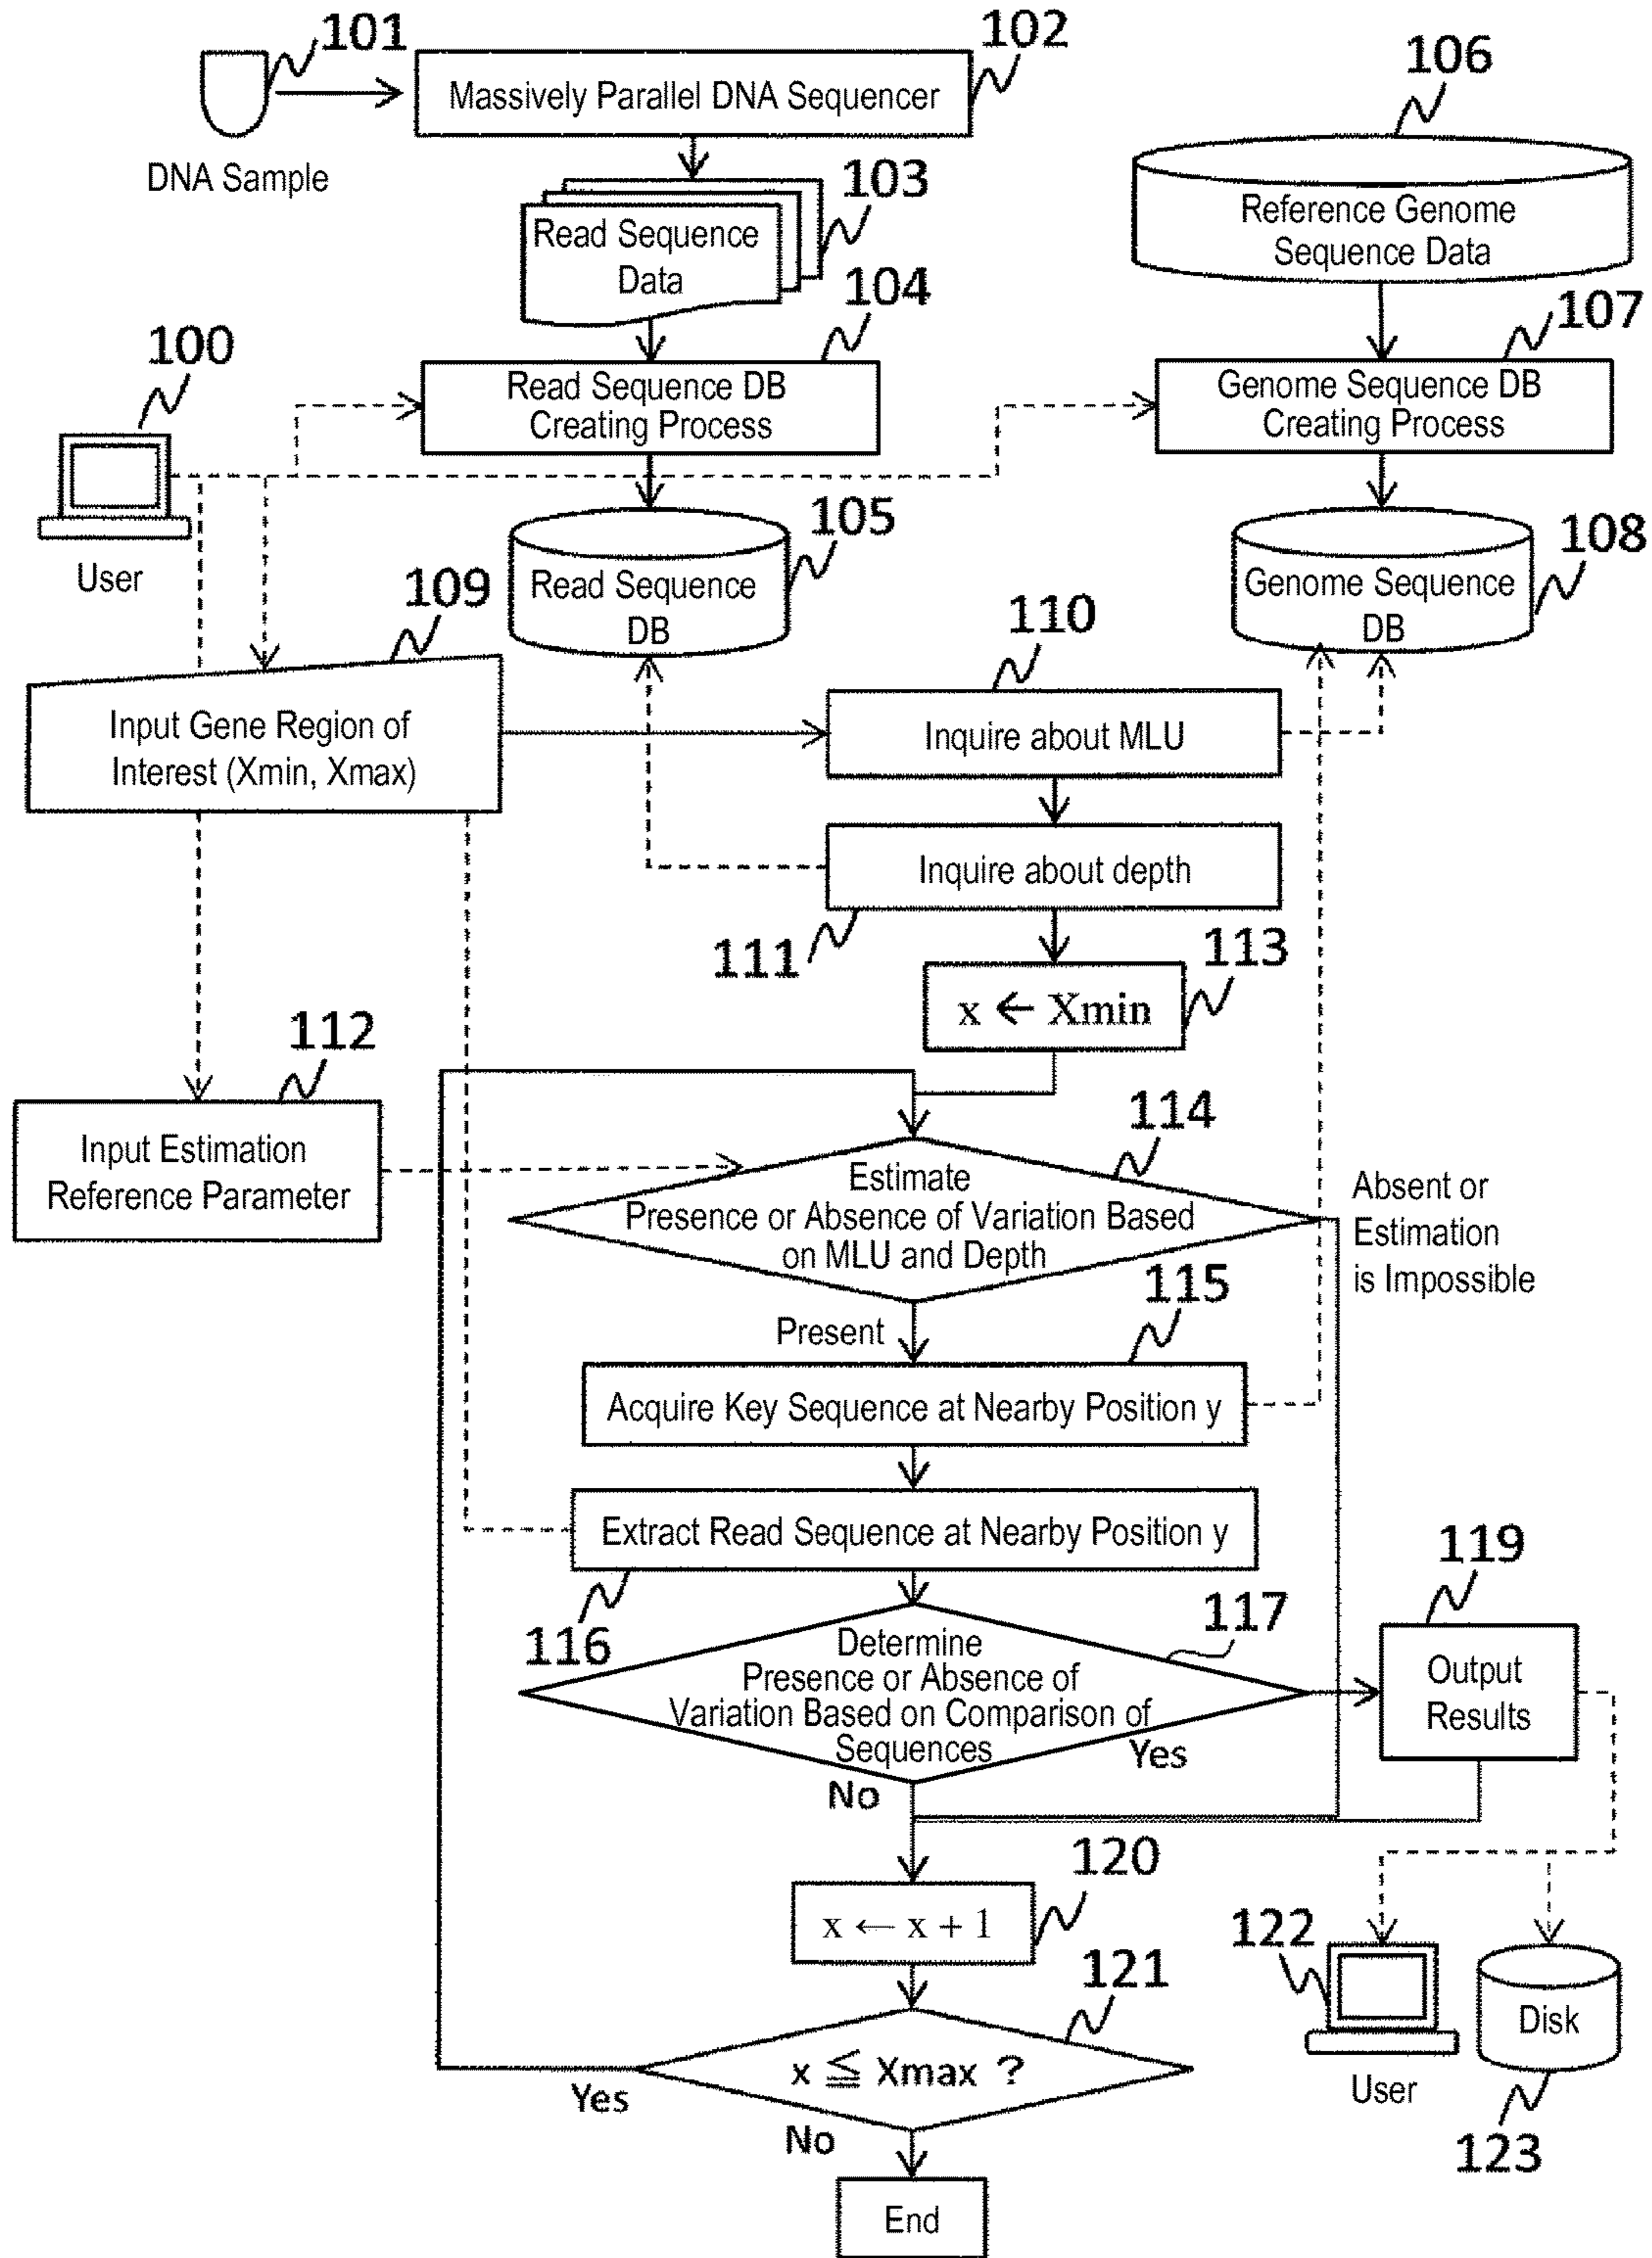 101
102
Massively Parallel DNA Sequencer
DNA Sample
106
Reference Genome
Sequence Data
103
Read Sequence
Data
104
107
100
Read Sequence DB
Creating Process
Genome Sequence DB
Creating Process
User
105
Read Sequence
DB
108
Genome Sequence
DB
109
Input Gene Region of
Interest (Xmin, Xmax)
110
Inquire about MLU
Inquire about depth
111
113
x ← Xmin
112
Input Estimation
Reference Parameter
114
Estimate
Presence or Absence of Variation Based
on MLU and Depth
Absent or
Estimation
is Impossible
Present
115
Acquire Key Sequence at Nearby Position y
Extract Read Sequence at Nearby Position y
116
117
Determine
Presence or Absence of
Variation Based on Comparison of
Sequences
Yes
No
119
Output
Results
120
x ← x + 1
121
x ≦ Xmax ?
Yes
No
122
User
Disk
123
End